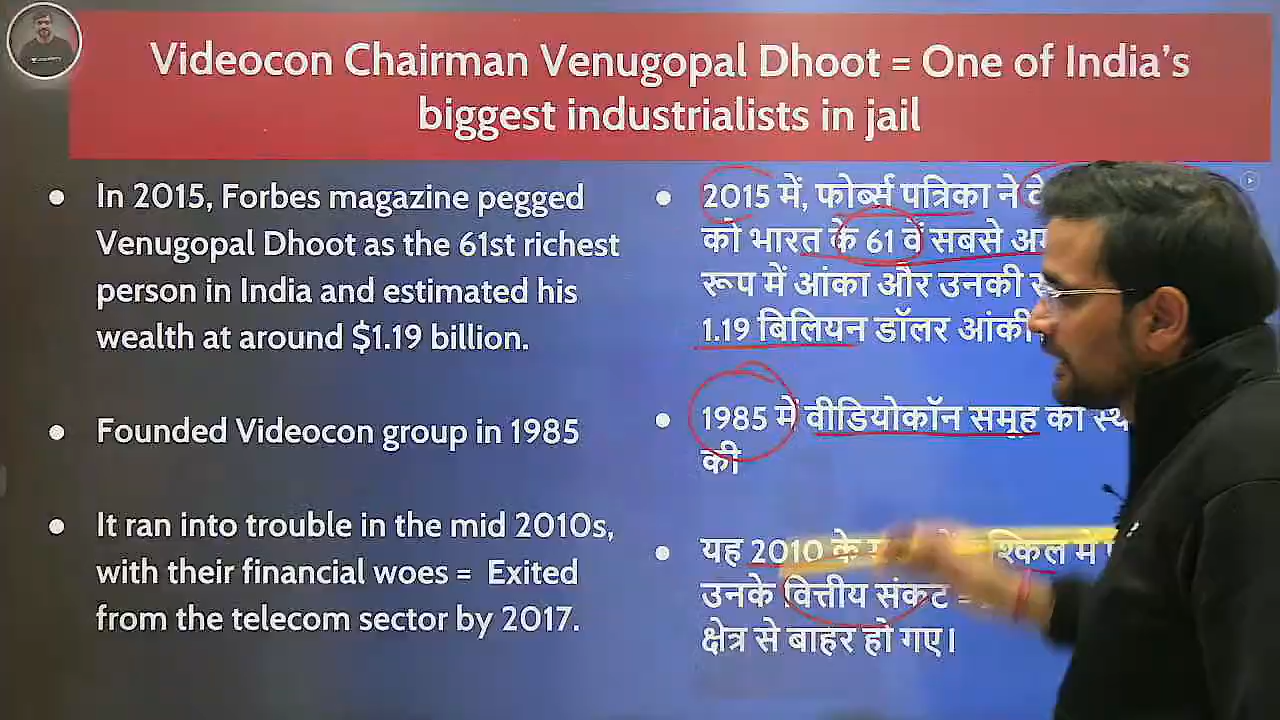 Videocon Chairman Venugopal Dhoot = One of India's
biggest industrialists in jail
● In 2015, Forbes magazine pegged
Venugopal Dhoot as the 61st richest
person in India and estimated his
wealth at around $1.19 billion.
● Founded Videocon group in 1985
● It ran into trouble in the mid 2010s,
with their financial woes = Exited
from the telecom sector by 2017.
● 2015 में, फोर्ब्स पत्रिका ने
को भारत के 61 वें सबसे
रूप में आंका और उनकी
1.19 बिलियन डॉलर आंकी
● 1985 में वीडियोकॉन समूह की
की
● यह 2010 के में
उनके वित्तीय संकट =
क्षेत्र से बाहर हो गए।